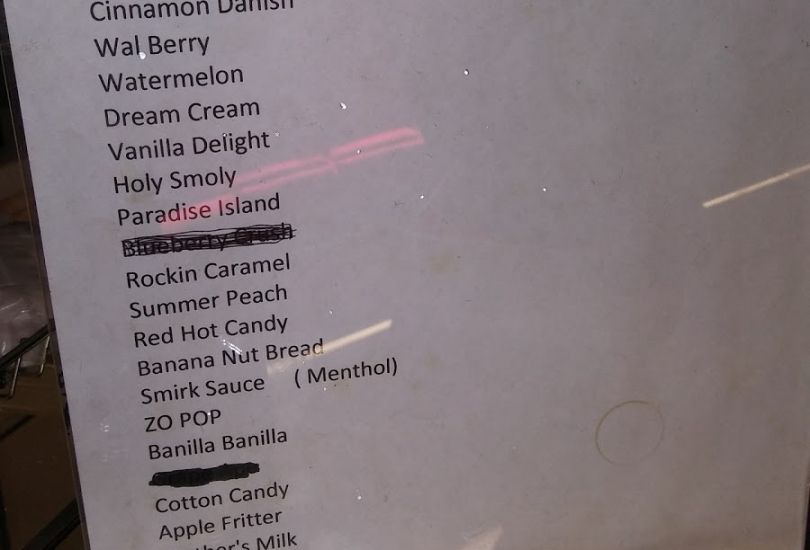 Cinnamon Danish
Wal Berry
Watermelon
Dream Cream
Vanilla Delight
Holy Smoly
Paradise Island
Blueberry Crush
Rockin Caramel
Summer Peach
Red Hot Candy
Banana Nut Bread
Smirk Sauce ( Menthol)
ZO POP
Banilla Banilla
Cotton Candy
Apple Fritter
Milk